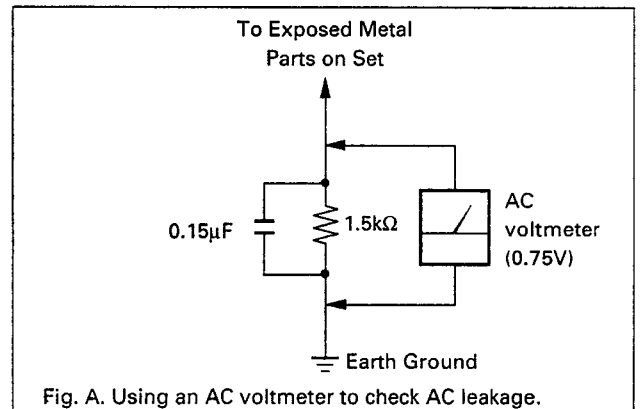 To Exposed Metal
Parts on Set
0.15µF
1.5kΩ
AC
voltmeter
(0.75V)
Earth Ground
Fig. A. Using an AC voltmeter to check AC leakage.